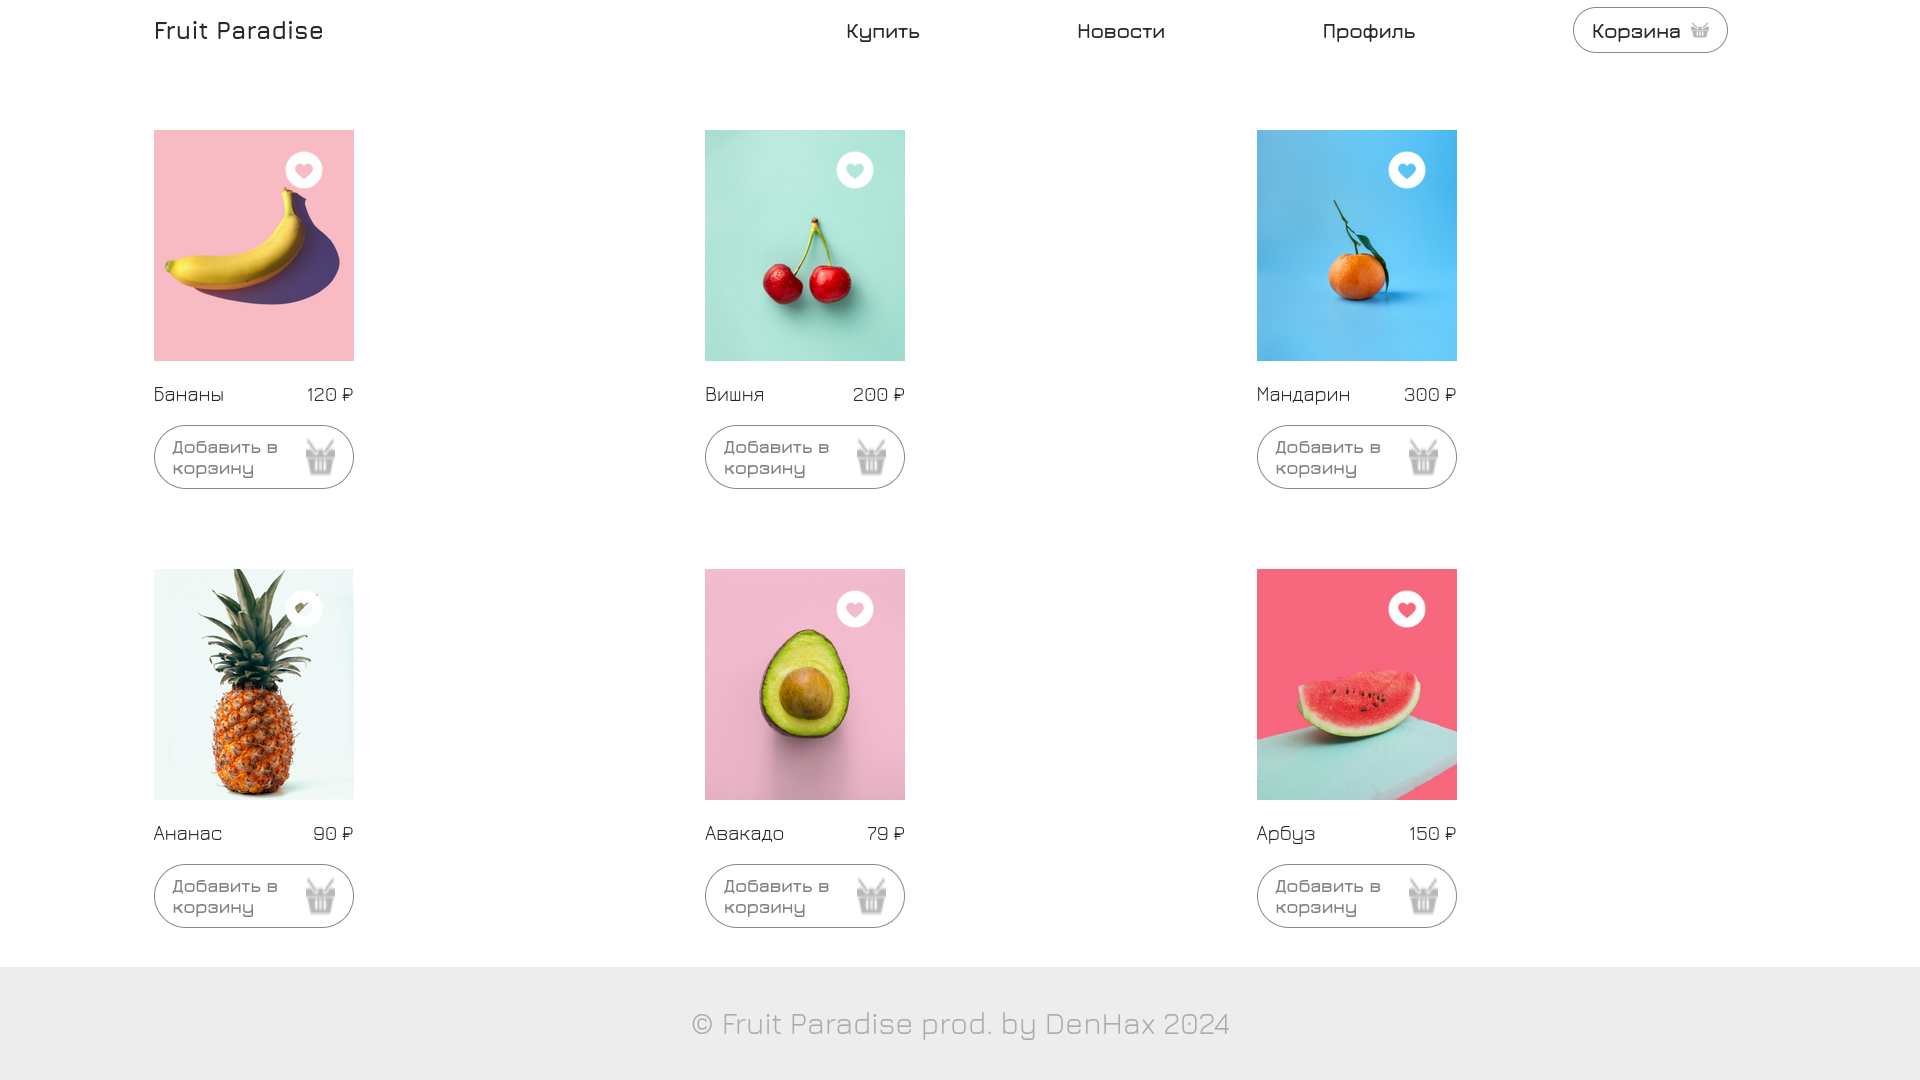 Fruit Paradise
Купить
Новости
Профиль
Корзина
Бананы 120 ₽
Добавить в
корзину
Вишня 200 ₽
Добавить в
корзину
Мандарин 300 ₽
Добавить в
корзину
Ананас 90 ₽
Добавить в
корзину
Авакадо 79 ₽
Добавить в
корзину
Арбуз 150 ₽
Добавить в
корзину
© Fruit Paradise prod. by DenHax 2024